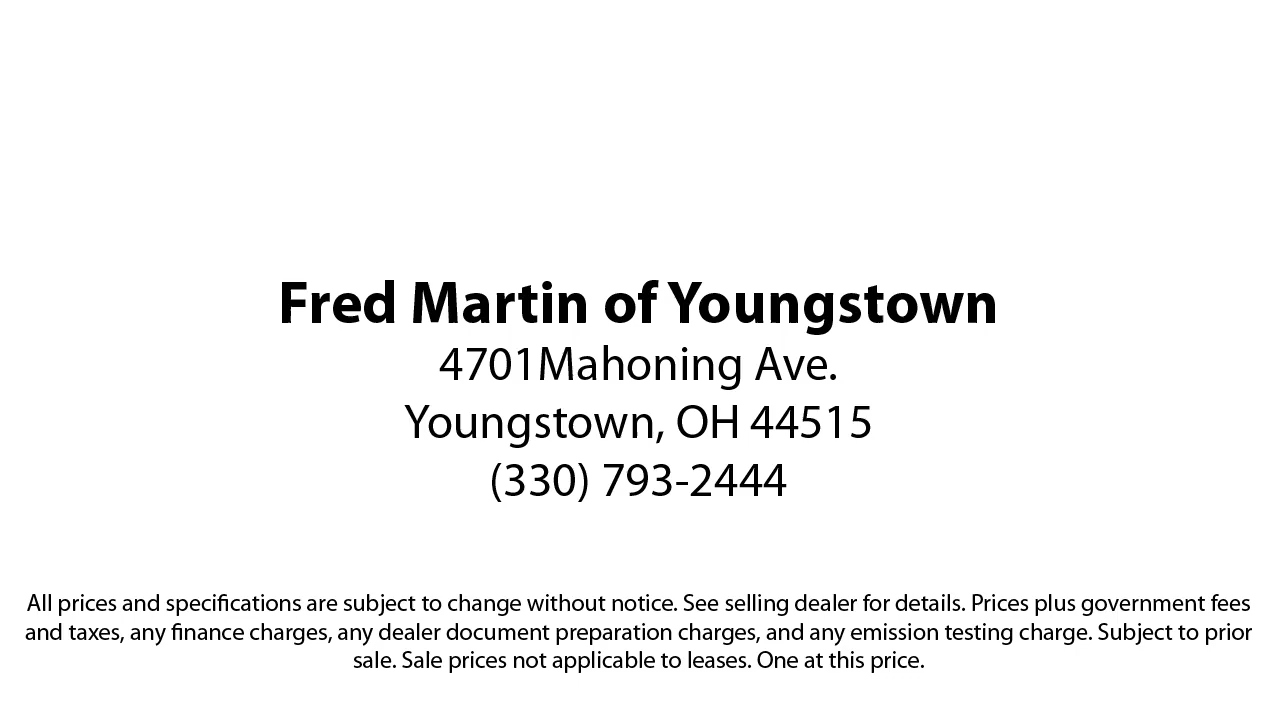 Fred Martin of Youngstown
4701Mahoning Ave.
Youngstown, OH 44515
(330) 793-2444
All prices and specifications are subject to change without notice. See selling dealer for details. Prices plus government fees
and taxes, any finance charges, any dealer document preparation charges, and any emission testing charge. Subject to prior
sale. Sale prices not applicable to leases. One at this price.